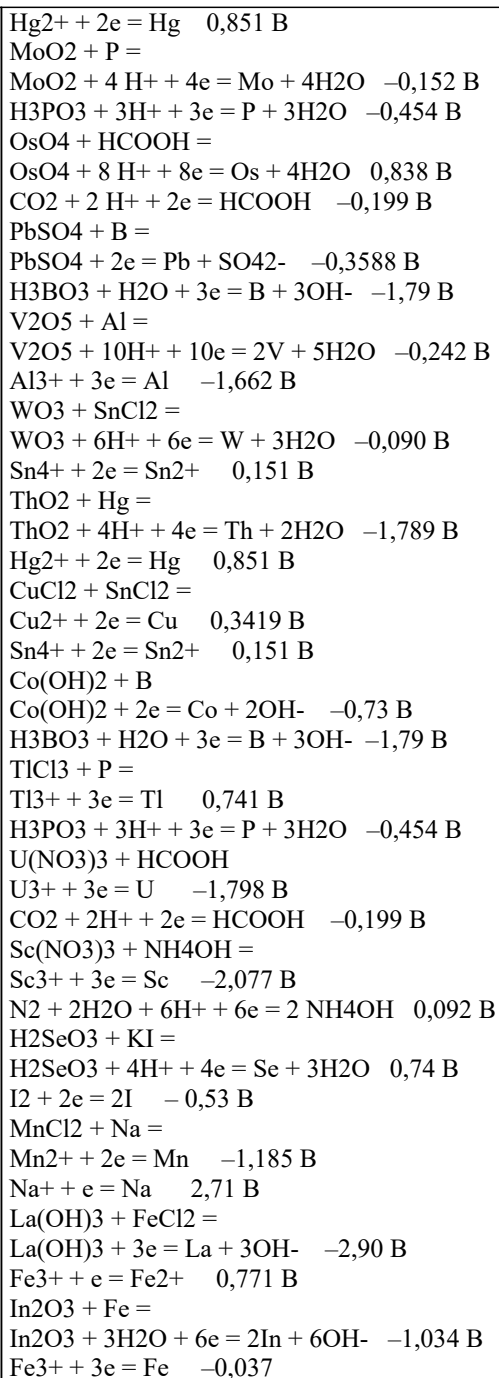 Hg2+ + 2e = Hg 0,851 В
MoO2 + P =
MoO2 + 4 H+ + 4e = Mo + 4H2O –0,152 В
H3PO3 + 3H+ + 3e = P + 3H2O –0,454 В
OsO4 + HCOOH =
OsO4 + 8 H+ + 8e = Os + 4H2O 0,838 В
CO2 + 2 H+ + 2e = HCOOH –0,199 В
PbSO4 + B =
PbSO4 + 2e = Pb + SO42- –0,3588 В
H3BO3 + H2O + 3e = B + 3OH- –1,79 В
V2O5 + Al =
V2O5 + 10H+ + 10e = 2V + 5H2O –0,242 В
Al3+ + 3e = Al –1,662 В
WO3 + SnCl2 =
WO3 + 6H+ + 6e = W + 3H2O –0,090 В
Sn4+ + 2e = Sn2+ 0,151 В
ThO2 + Hg =
ThO2 + 4H+ + 4e = Th + 2H2O –1,789 В
Hg2+ + 2e = Hg 0,851 В
CuCl2 + SnCl2 =
Cu2+ + 2e = Cu 0,3419 В
Sn4+ + 2e = Sn2+ 0,151 В
Co(OH)2 + B
Co(OH)2 + 2e = Co + 2OH- –0,73 В
H3BO3 + H2O + 3e = B + 3OH- –1,79 В
TlCl3 + P =
Tl3+ + 3e = Tl 0,741 В
H3PO3 + 3H+ + 3e = P + 3H2O –0,454 В
U(NO3)3 + HCOOH
U3+ + 3e = U –1,798 В
CO2 + 2H+ + 2e = HCOOH –0,199 В
Sc(NO3)3 + NH4OH =
Sc3+ + 3e = Sc –2,077 В
N2 + 2H2O + 6H+ + 6e = 2 NH4OH 0,092 В
H2SeO3 + KI =
H2SeO3 + 4H+ + 4e = Se + 3H2O 0,74 В
I2 + 2e = 2I – 0,53 В
MnCl2 + Na =
Mn2+ + 2e = Mn –1,185 В
Na+ + e = Na 2,71 В
La(OH)3 + FeCl2 =
La(OH)3 + 3e = La + 3OH- –2,90 В
Fe3+ + e = Fe2+ 0,771 В
In2O3 + Fe =
In2O3 + 3H2O + 6e = 2In + 6OH- –1,034 В
Fe3+ + 3e = Fe –0,037